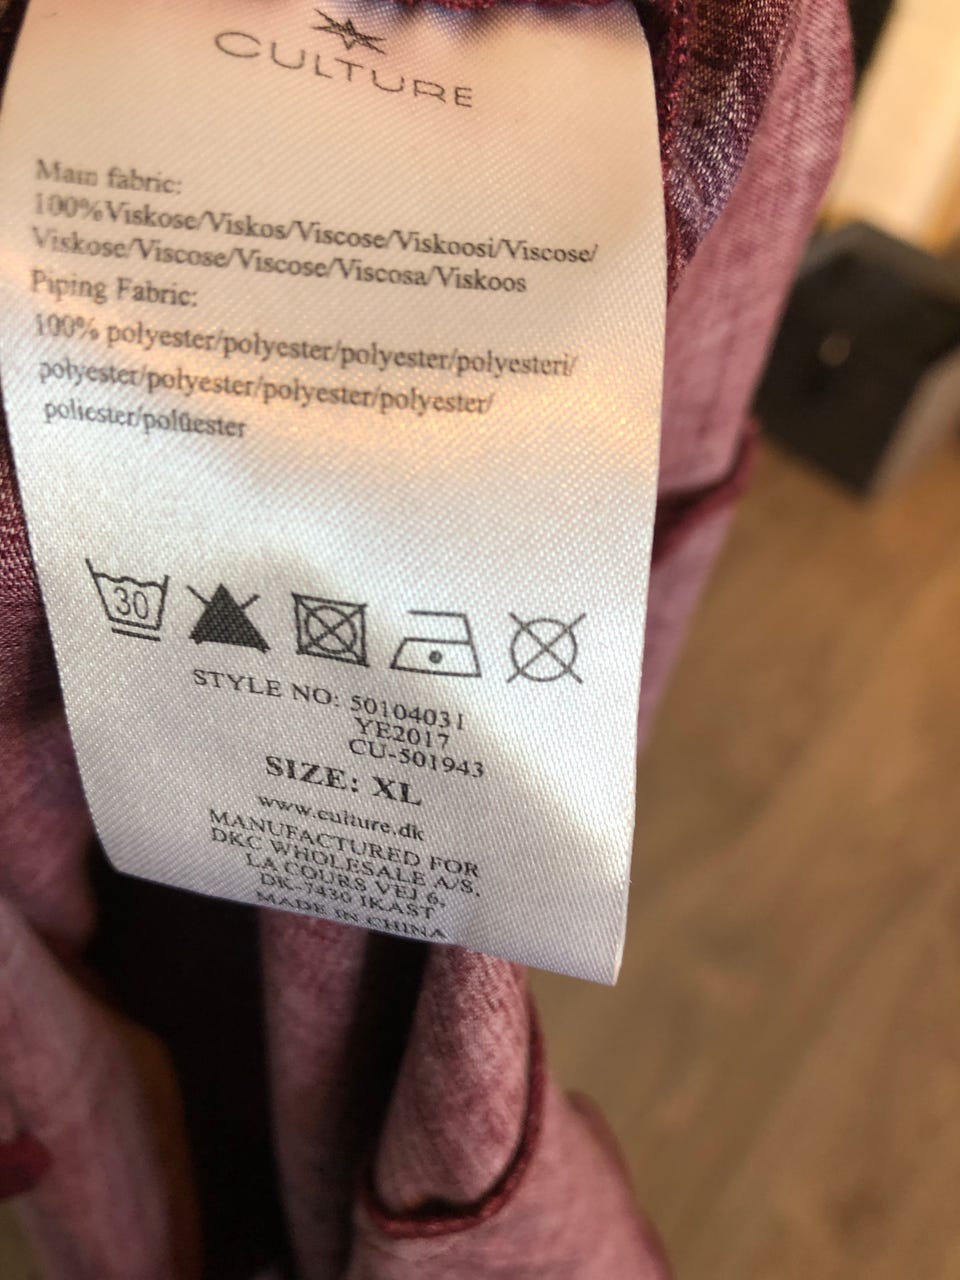 CULTURE
Main fabric:
100%Viskose/Viskos/Viscose/Viskoosi/Viscose/
Viskose/Viscose/Viscose/Viscosa/Viskoos
Piping Fabric:
100% polyester/polyester/polyester/polyesteri/
polyester/polyester/polyester/polyester/
poliester/polüester
30
STYLE NO: 50104031
YE2017
CU-501943
SIZE: XL
www.culture.dk
MANUFACTURED FOR
DKC WHOLESALE A/S,
LA COURS VEJ 6,
DK-7430 IKAST
MADE IN CHINA